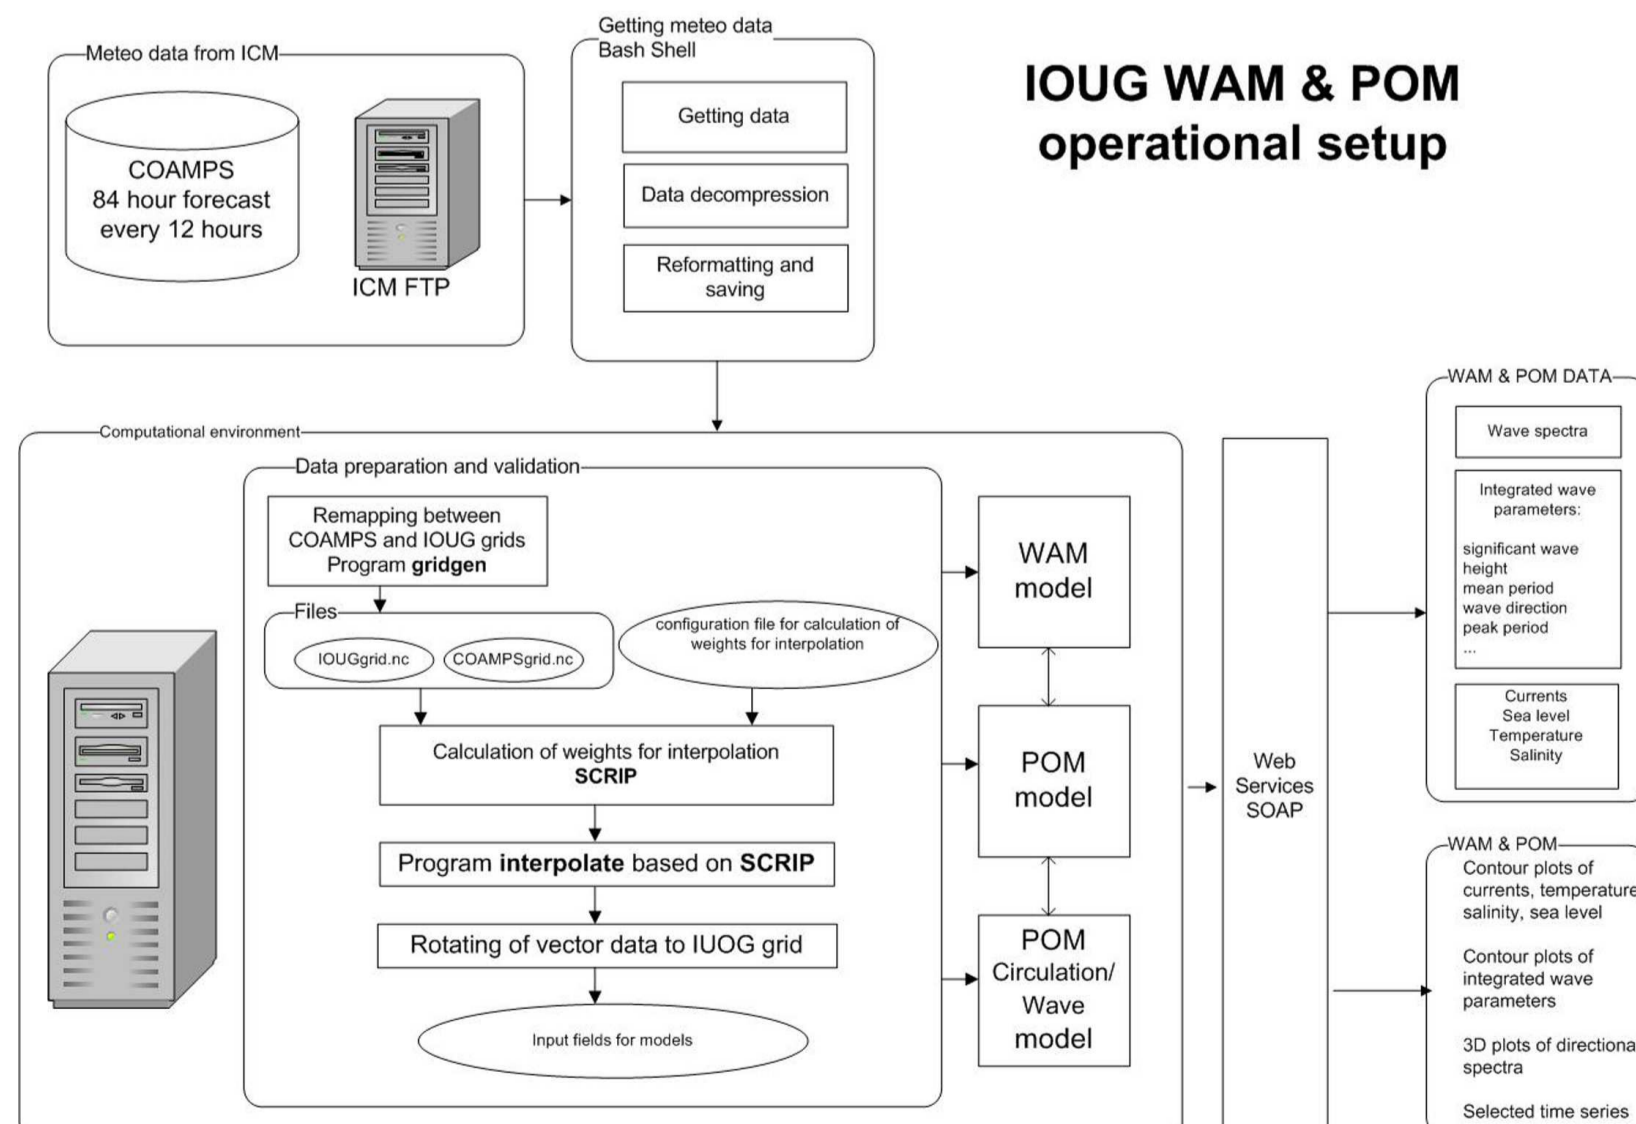 Meteo data from ICM
COAMPS
84 hour forecast
every 12 hours
ICM FTP
Getting meteo data
Bash Shell
Getting data
Data decompression
Reformatting and
saving
IOUG WAM & POM
operational setup
Computational environment
Data preparation and validation
Remapping between
COAMPS and IOUG grids
Program gridgen
Files
IOUGgrid.nc
COAMPSgrid.nc
configuration file for calculation of
weights for interpolation
Calculation of weights for interpolation
SCRIP
Program interpolate based on SCRIP
Rotating of vector data to IUOG grid
Input fields for models
WAM
model
POM
model
POM
Circulation/
Wave
model
Web
Services
SOAP
WAM & POM DATA
Wave spectra
Integrated wave
parameters:
significant wave
height
mean period
wave direction
peak period
...
Currents
Sea level
Temperature
Salinity
WAM & POM
Contour plots of
currents, temperature
salinity, sea level
Contour plots of
integrated wave
parameters
3D plots of directiona
spectra
Selected time series